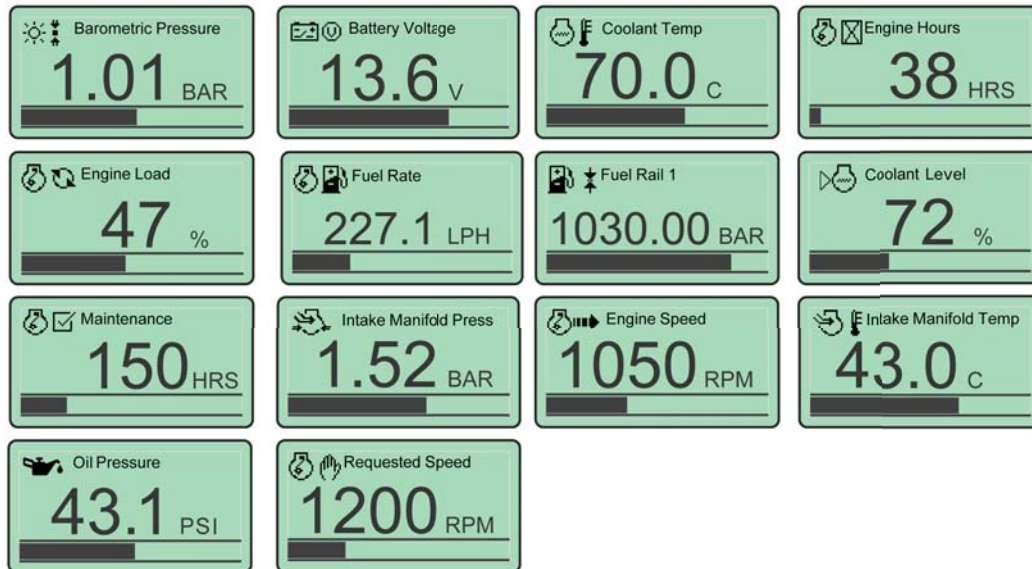 Barometric Pressure
1.01 BAR
Battery Voltage
13.6 V
Coolant Temp
70.0 C
Engine Hours
38 HRS
Engine Load
47 %
Fuel Rate
227.1 LPH
Fuel Rail 1
1030.00 BAR
Coolant Level
72 %
Maintenance
150 HRS
Intake Manifold Press
1.52 BAR
Engine Speed
1050 RPM
Intake Manifold Temp
43.0 C
Oil Pressure
43.1 PSI
Requested Speed
1200 RPM